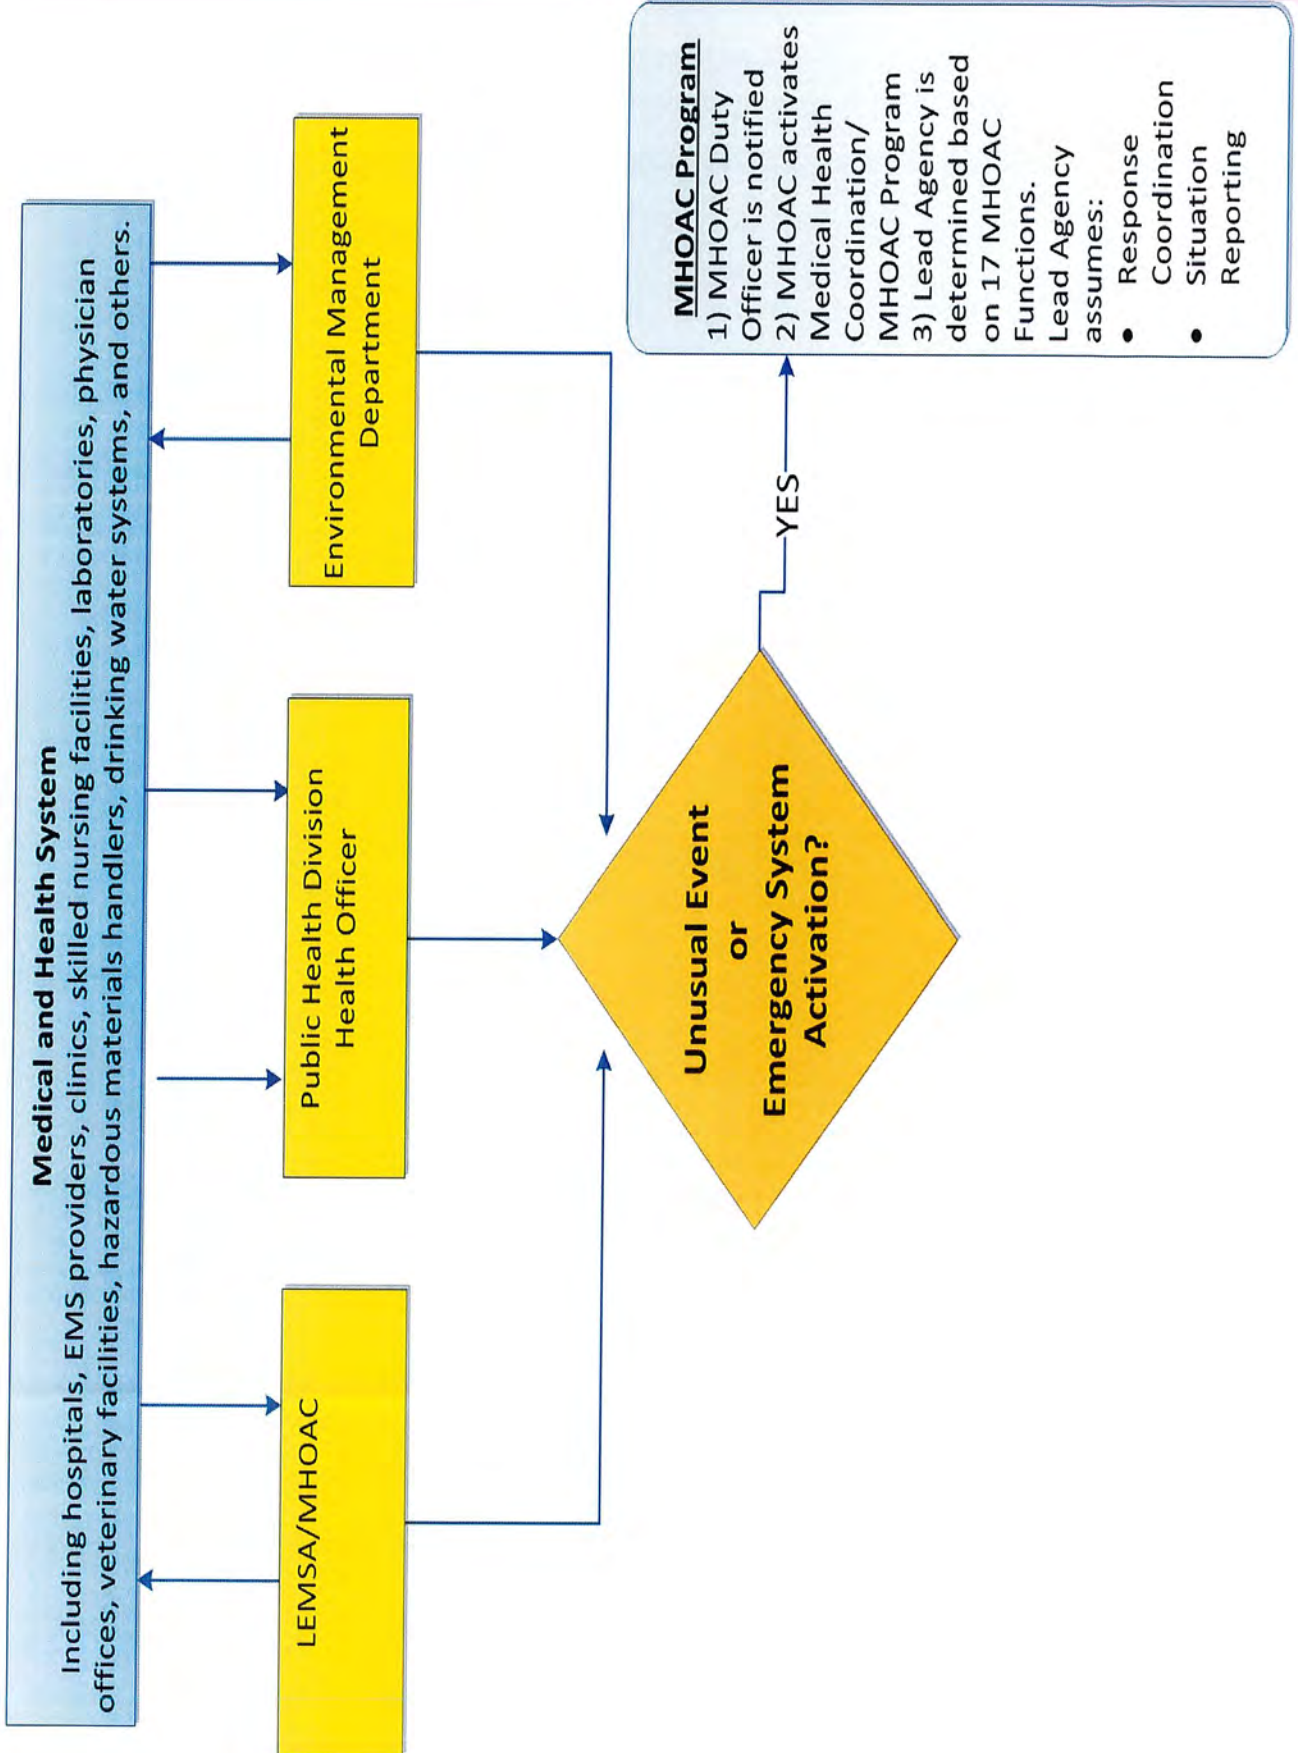 Medical and Health System
Including hospitals, EMS providers, clinics, skilled nursing facilities, laboratories, physician
offices, veterinary facilities, hazardous materials handlers, drinking water systems, and others.
LEMSA/MHOAC
Public Health Division
Health Officer
Environmental Management
Department
Unusual Event
or
Emergency System
Activation?
YES
MHOAC Program
1) MHOAC Duty
Officer is notified
2) MHOAC activates
Medical Health
Coordination/
MHOAC Program
3) Lead Agency is
determined based
on 17 MHOAC
Functions.
Lead Agency
assumes:
• Response
Coordination
• Situation
Reporting